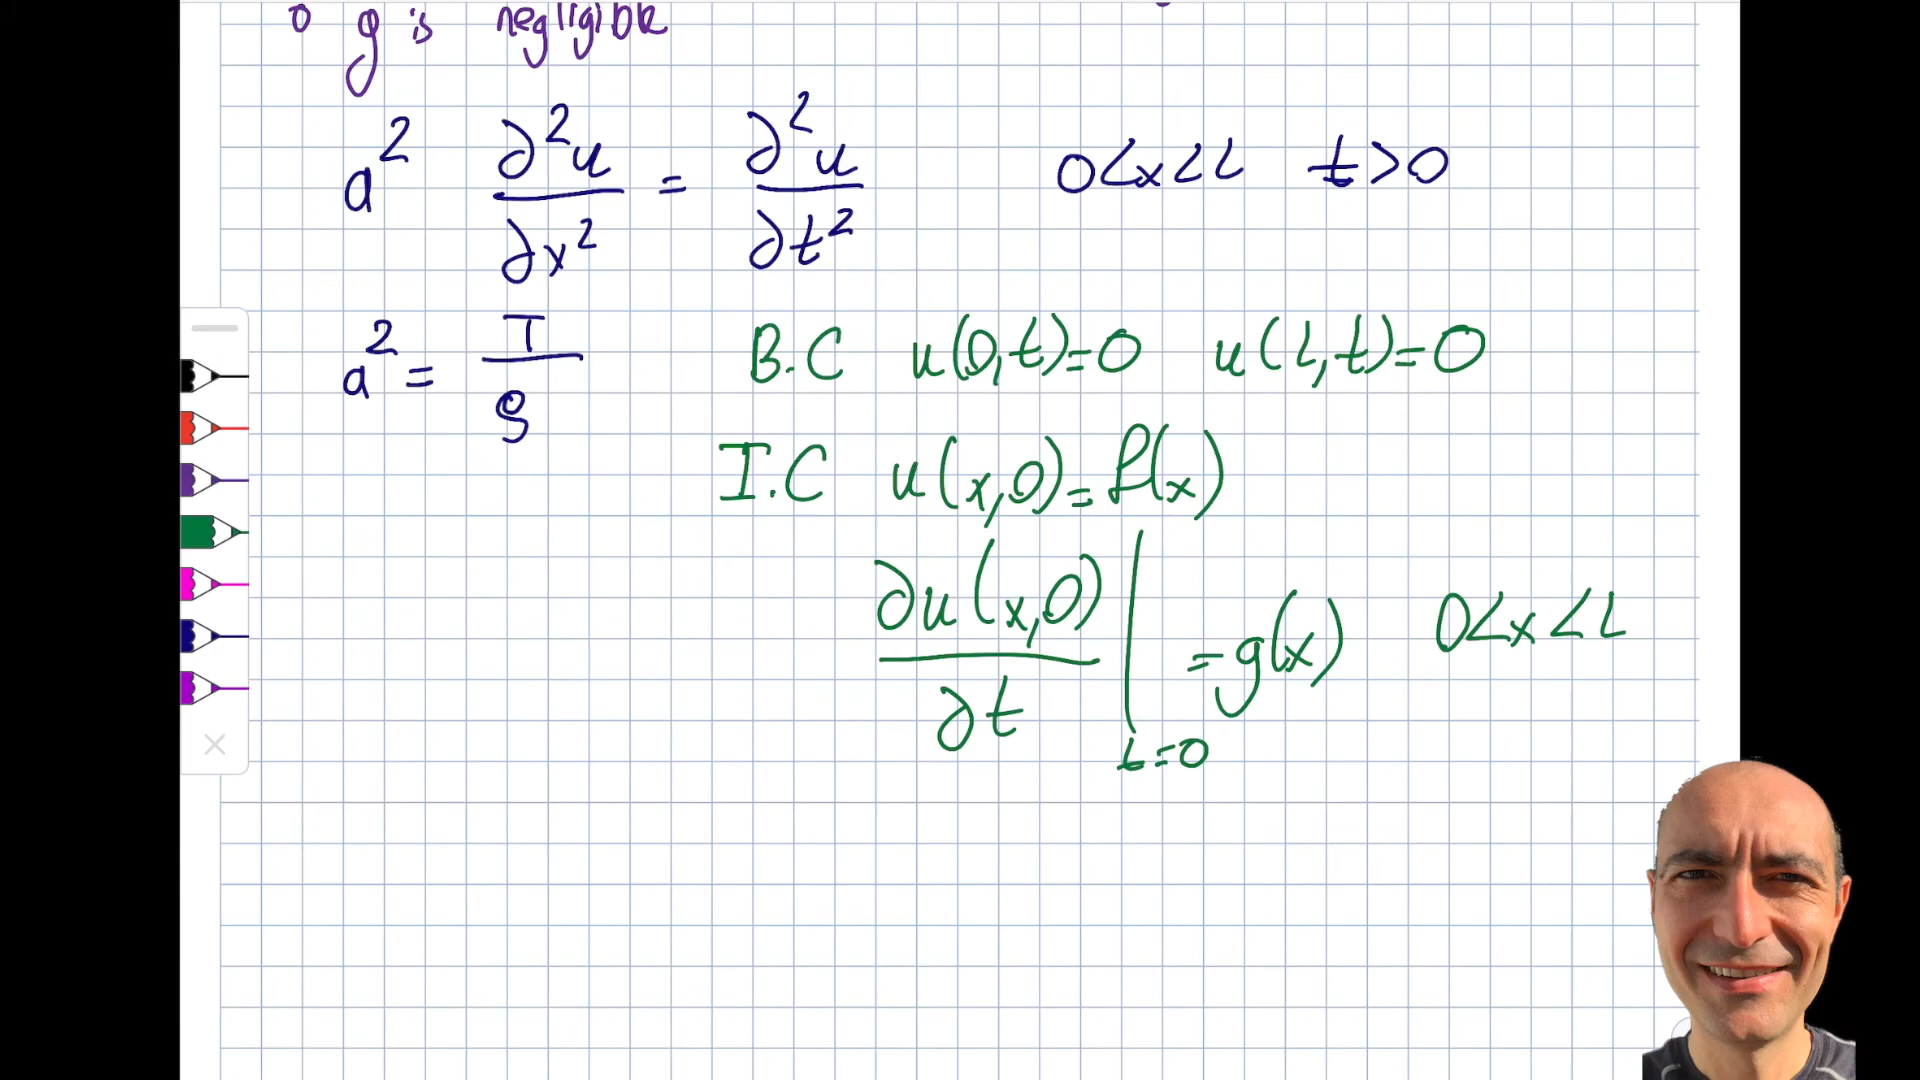 o g is negligible
a² ∂²u/∂x² = ∂²u/∂t² 0<x<L t>0
a² = T/ρ B.C u(0,t)=0 u(L,t)=0
I.C u(x,0)=f(x)
∂u(x,0)/∂t |t=0 = g(x) 0<x<L